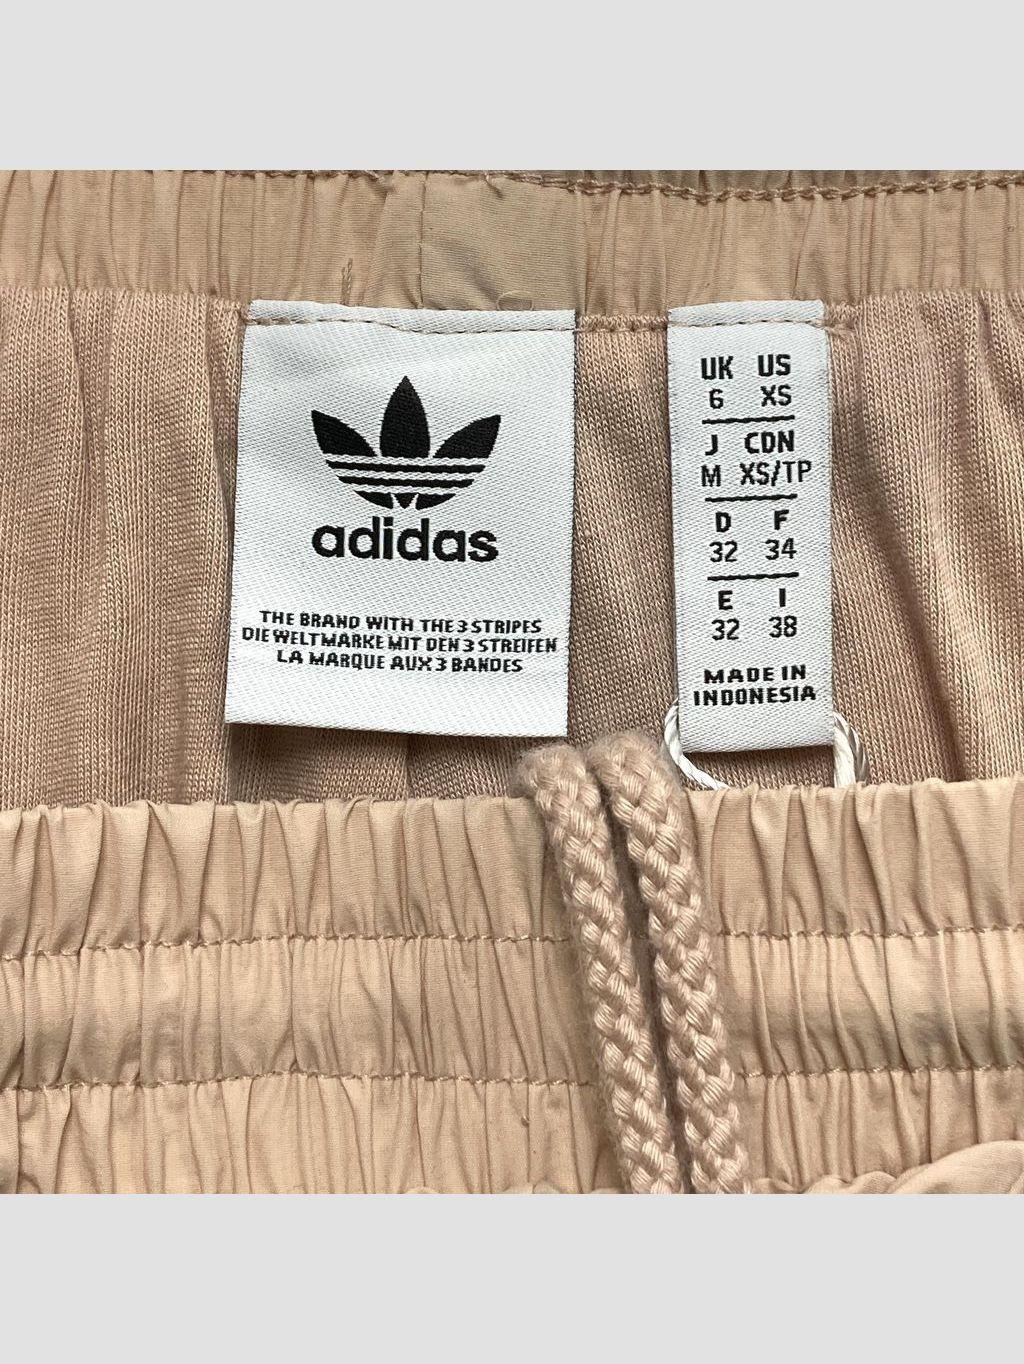 adidas
THE BRAND WITH THE 3 STRIPES
DIE WELTMARKE MIT DEN 3 STREIFEN
LA MARQUE AUX 3 BANDES
UK US
6 XS
J CDN
M XS/TP
D F
32 34
E I
32 38
MADE IN
INDONESIA